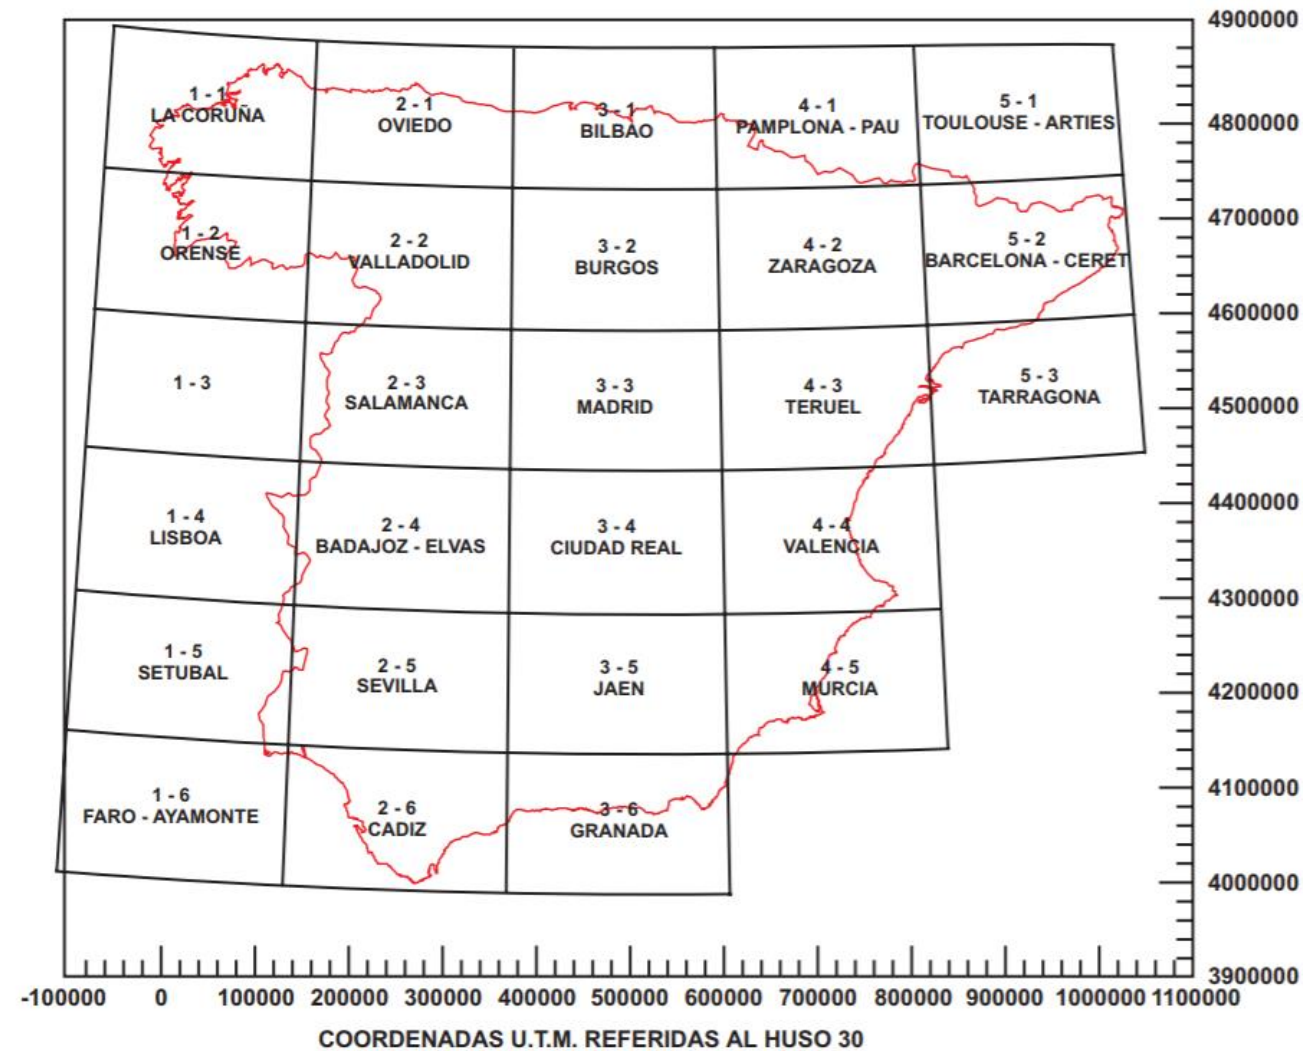 4900000
1 - 1
LA CORUÑA
2 - 1
OVIEDO
3 - 1
BILBAO
4 - 1
PAMPLONA - PAU
5 - 1
TOULOUSE - ARTIES
4800000
4700000
1 - 2
ORENSE
2 - 2
VALLADOLID
3 - 2
BURGOS
4 - 2
ZARAGOZA
5 - 2
BARCELONA - CERET
4600000
1 - 3
2 - 3
SALAMANCA
3 - 3
MADRID
4 - 3
TERUEL
5 - 3
TARRAGONA
4500000
4400000
1 - 4
LISBOA
2 - 4
BADAJOZ - ELVAS
3 - 4
CIUDAD REAL
4 - 4
VALENCIA
4300000
1 - 5
SETUBAL
2 - 5
SEVILLA
3 - 5
JAEN
4 - 5
MURCIA
4200000
4100000
1 - 6
FARO - AYAMONTE
2 - 6
CADIZ
3 - 6
GRANADA
4000000
3900000
-100000 0 100000 200000 300000 400000 500000 600000 700000 800000 900000 1000000 1100000
COORDENADAS U.T.M. REFERIDAS AL HUSO 30